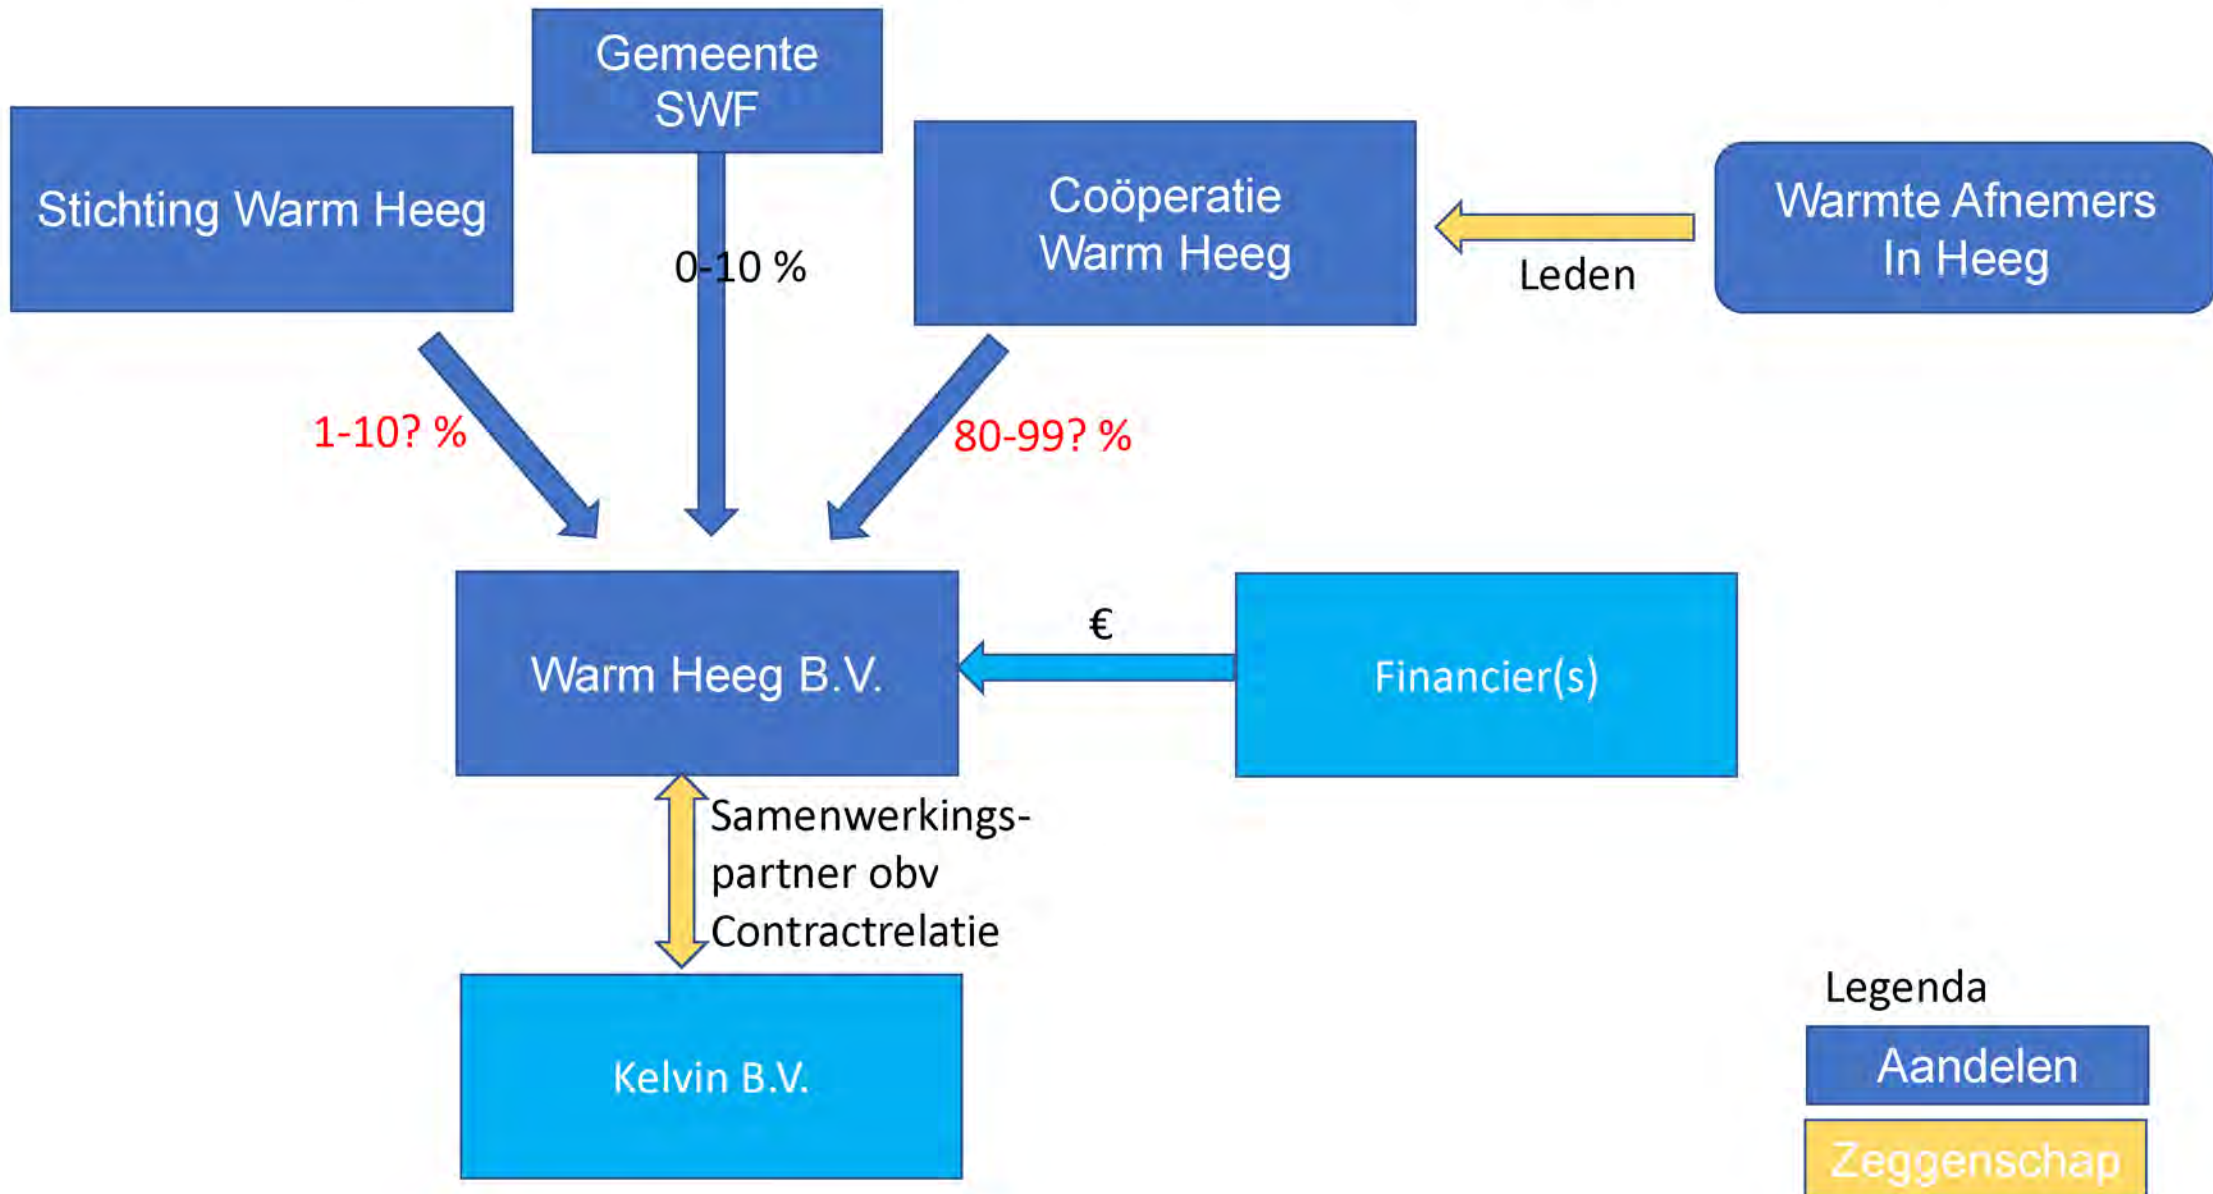 Gemeente
SWF
Stichting Warm Heeg
Coöperatie
Warm Heeg
Warmte Afnemers
In Heeg
Leden
0-10 %
1-10? %
80-99? %
Warm Heeg B.V.
€
Financier(s)
Samenwerkings-
partner obv
Contractrelatie
Kelvin B.V.
Legenda
Aandelen
Zeggenschap